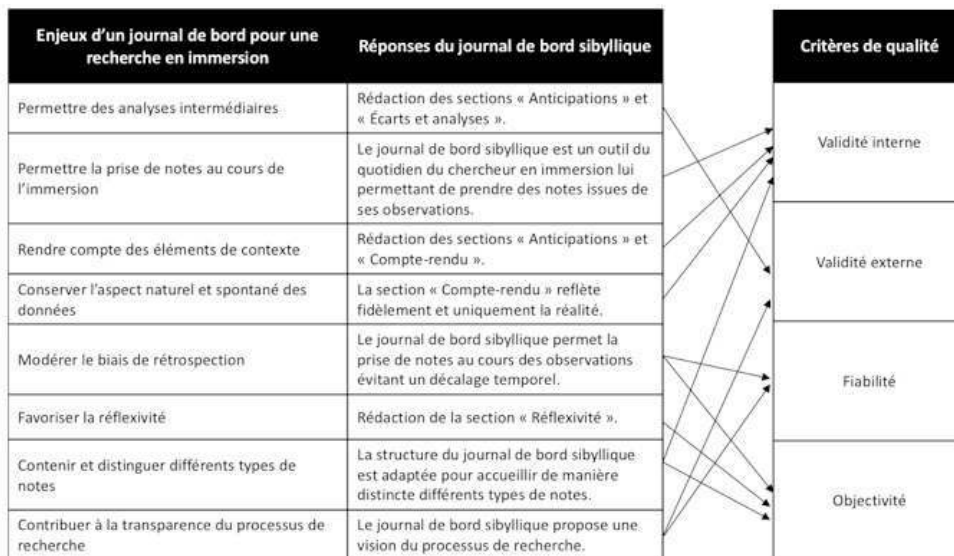 Enjeux d'un journal de bord pour une
recherche en immersion
Réponses du journal de bord sibyllique
Critères de qualité
Permettre des analyses intermédiaires
Rédaction des sections « Anticipations » et
« Écarts et analyses ».
Permettre la prise de notes au cours de
l'immersion
Le journal de bord sibyllique est un outil du
quotidien du chercheur en immersion lui
permettant de prendre des notes issues de
ses observations.
Rendre compte des éléments de contexte
Rédaction des sections « Anticipations » et
« Compte-rendu ».
Conserver l'aspect naturel et spontané des
données
La section « Compte-rendu » reflète
fidèlement et uniquement la réalité.
Modérer le biais de rétrospection
Le journal de bord sibyllique permet la
prise de notes au cours des observations
évitant un décalage temporel.
Favoriser la réflexivité
Rédaction de la section « Réflexivité ».
Contenir et distinguer différents types de
notes
La structure du journal de bord sibyllique
est adaptée pour accueillir de manière
distincte différents types de notes.
Contribuer à la transparence du processus de
recherche
Le journal de bord sibyllique propose une
vision du processus de recherche.
Validité interne
Validité externe
Fiabilité
Objectivité